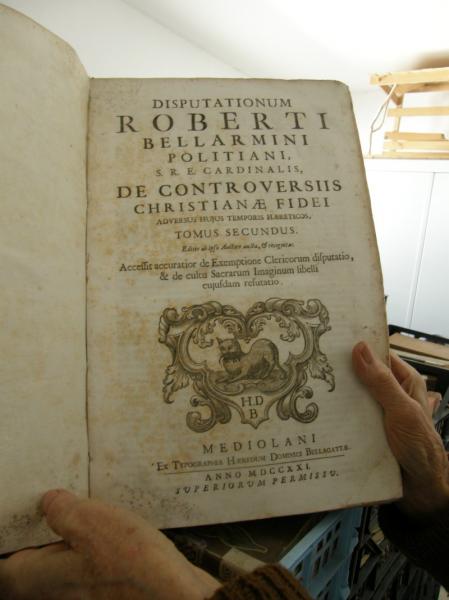 DISPUTATIONUM
ROBERTI
BELLARMINI
POLITIANI,
S. R. E. CARDINALIS,
DE CONTROVERSIIS
CHRISTIANÆ FIDEI
ADVERSUS HUJUS TEMPORIS HÆRETICOS,
TOMUS SECUNDUS.
Editio ab ipso Auctore aucta, & recognita.
Accessit accuratior de Exemptione Clericorum disputatio,
& de cultu Sacrarum Imaginum libelli
cujusdam refutatio.
H.D
B
MEDIOLANI
EX TYPOGRAPHIA HÆREDUM DOMINICI BELLAGATTÆ
ANNO MDCCXXI.
SUPERIORUM PERMISSU.